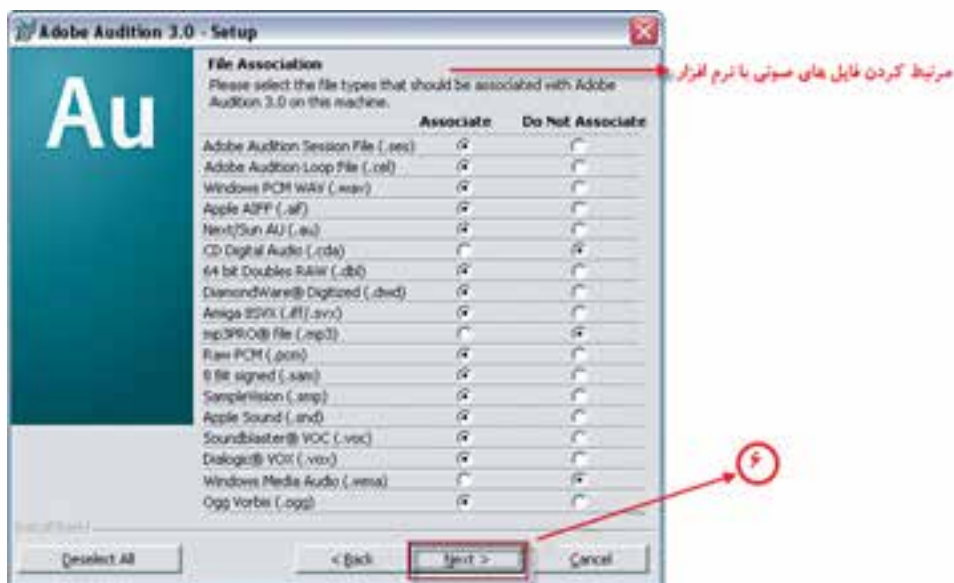 Adobe Audition 3.0 - Setup
Au
File Association
Please select the file types that should be associated with Adobe
Audition 3.0 on this machine.
مرتبط کردن فایل های صوتی با نرم افزار
Associate Do Not Associate
Adobe Audition Session File (.ses)
Adobe Audition Loop File (.cel)
Windows PCM WAV (.wav)
Apple AIFF (.aif)
Next/Sun AU (.au)
CD Digital Audio (.cda)
64 bit Doubles RAW (.dbl)
DiamondWare® Digitized (.dwd)
Amiga 8SVX (.iff/.svx)
mp3PRO® file (.mp3)
Raw PCM (.pcm)
8 Bit signed (.sam)
SampleVision (.smp)
Apple Sound (.snd)
Soundblaster® VOC (.voc)
Dialogic® VOX (.vox)
Windows Media Audio (.wma)
Ogg Vorbis (.ogg)
۶
InstallShield
Deselect All
< Back
Next >
Cancel